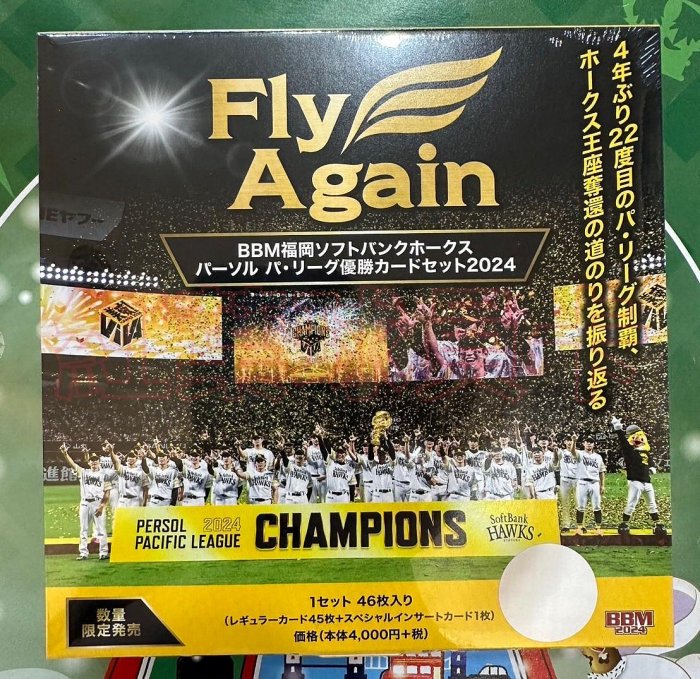 Fly
Again
4年ぶり22度目のパ・リーグ制覇、
ホークス王座奪還の道のりを振り返る
BBM福岡ソフトバンクホークス
パーソル パ・リーグ優勝カードセット2024
PERSOL 2024
PACIFIC LEAGUE
CHAMPIONS
SoftBank
HAWKS
数量
限定発売
1セット 46枚入り
(レギュラーカード45枚+スペシャルインサートカード1枚)
価格(本体4,000円+税)
BBM
2024